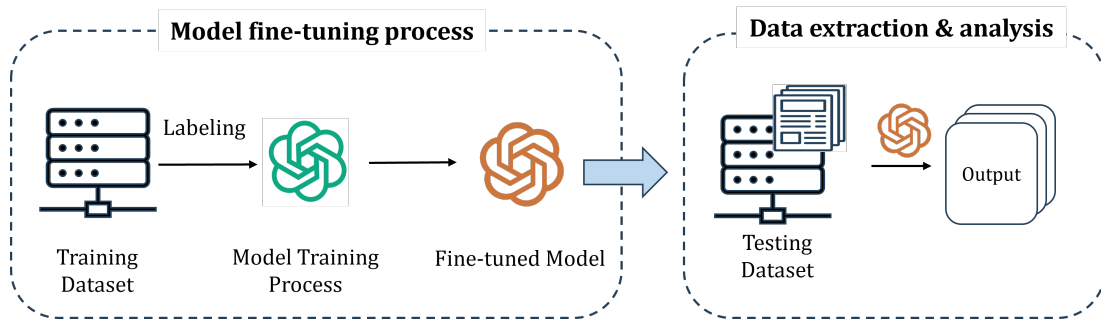 Model fine-tuning process
Data extraction & analysis
Labeling
Training
Dataset
Model Training
Process
Fine-tuned Model
Testing
Dataset
Output